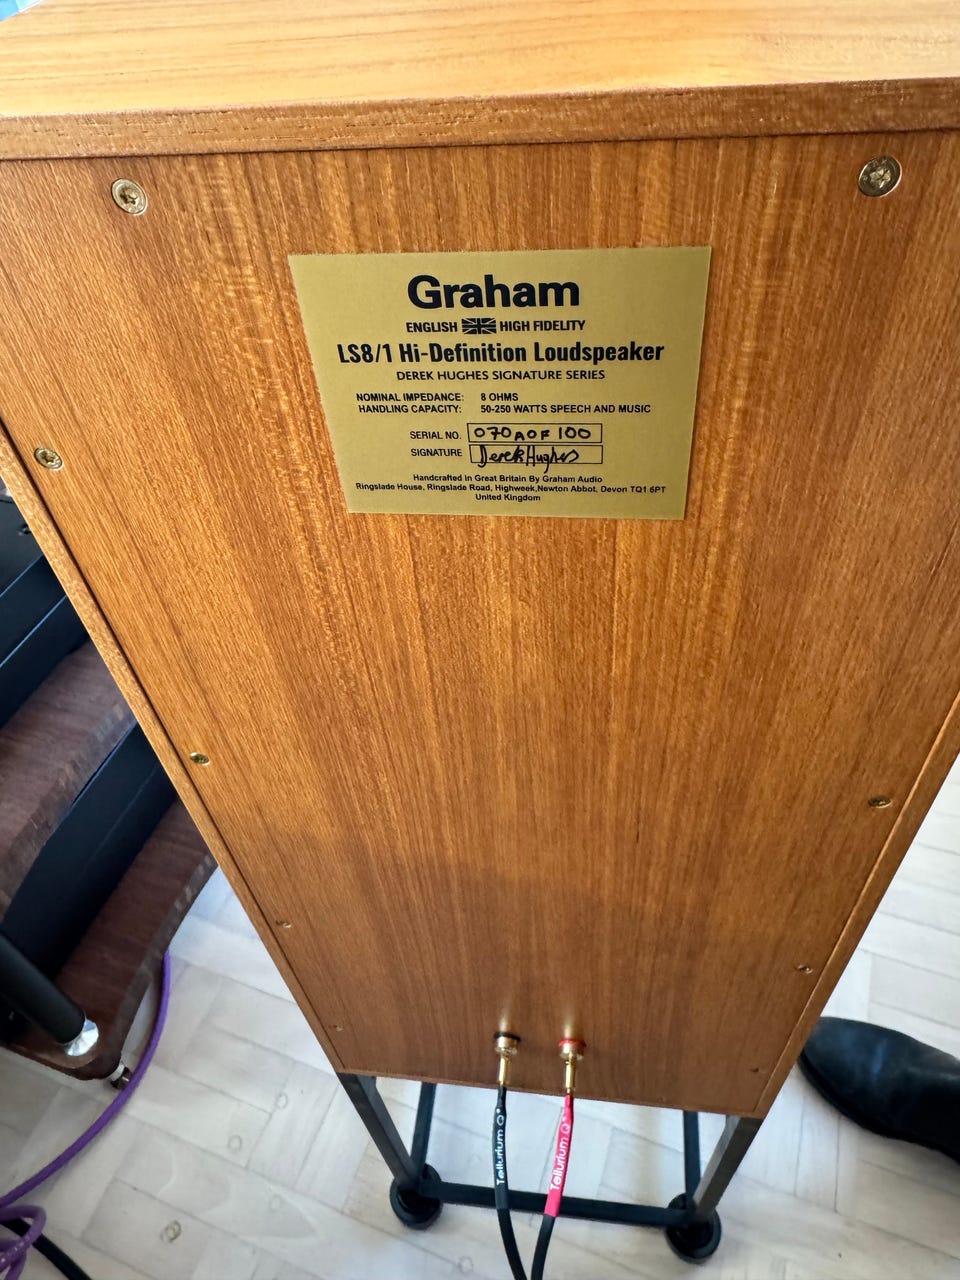 Graham
ENGLISH HIGH FIDELITY
LS8/1 Hi-Definition Loudspeaker
DEREK HUGHES SIGNATURE SERIES
NOMINAL IMPEDANCE: 8 OHMS
HANDLING CAPACITY: 50-250 WATTS SPEECH AND MUSIC
SERIAL NO. 070A OF 100
SIGNATURE Derek Hughes
Handcrafted in Great Britain By Graham Audio
Ringslade House, Ringslade Road, Highweek,Newton Abbot, Devon TQ1 6PT
United Kingdom
Tellurium Q
Tellurium Q